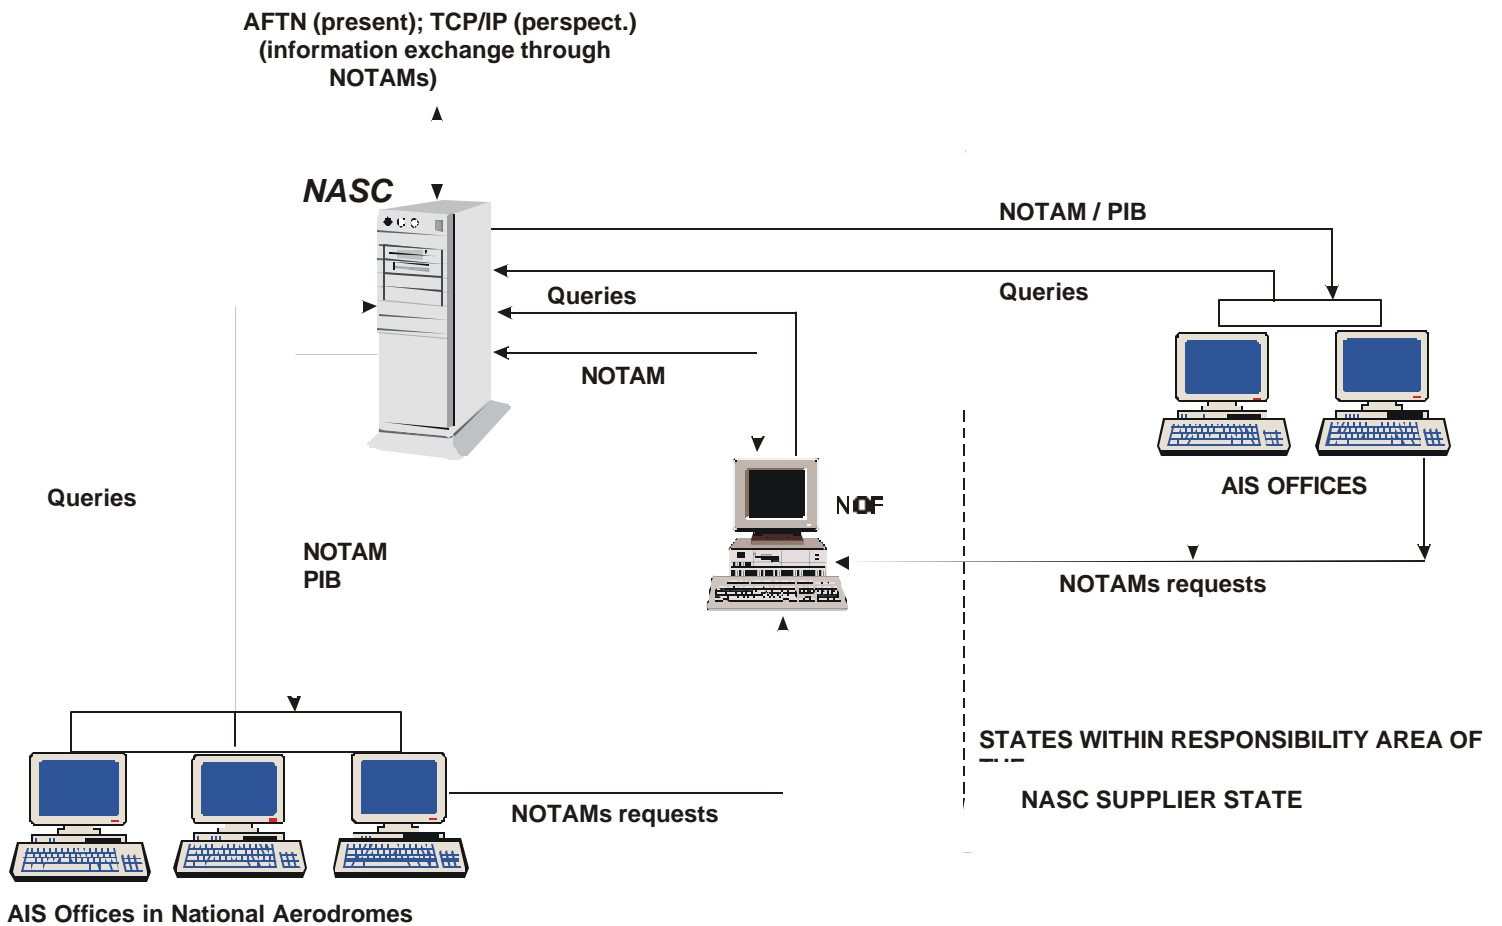 AFTN (present); TCP/IP (perspect.)
(information exchange through
NOTAMs)
NASC
NOTAM / PIB
Queries
Queries
NOTAM
AIS OFFICES
Queries
NOF
NOTAM
PIB
NOTAMs requests
STATES WITHIN RESPONSIBILITY AREA OF
NASC SUPPLIER STATE
NOTAMs requests
AIS Offices in National Aerodromes